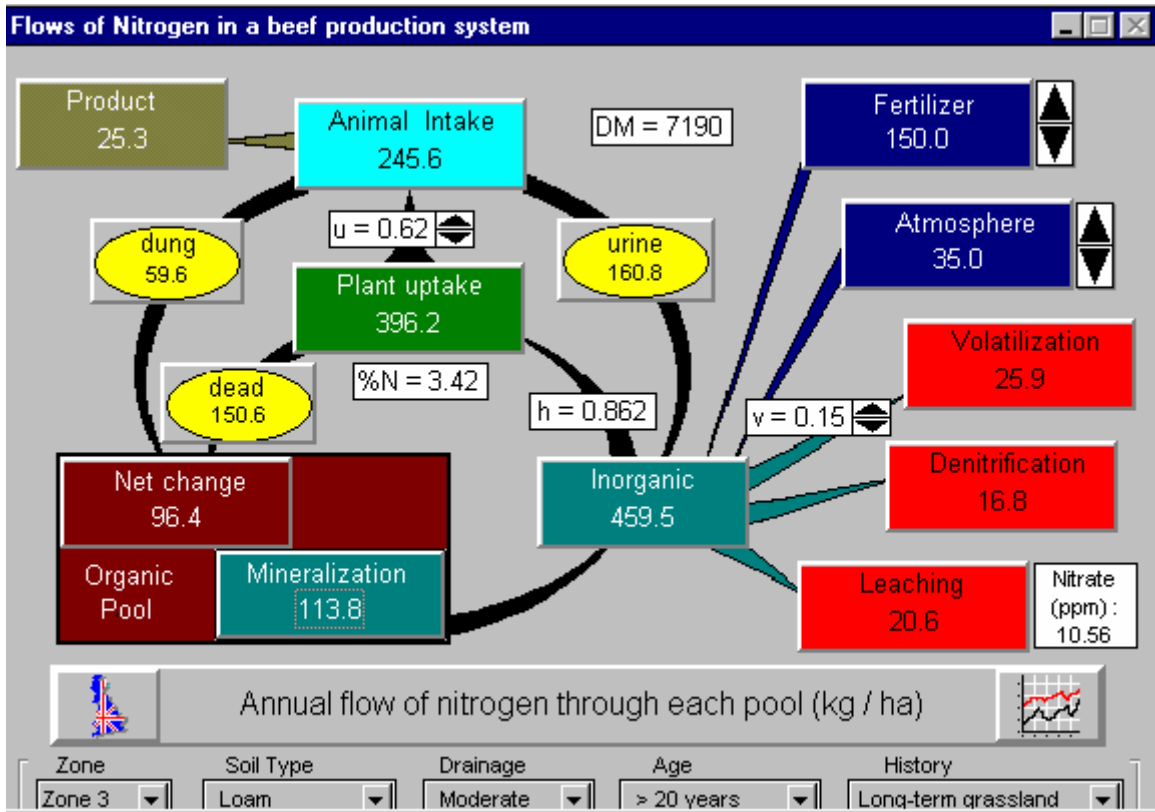 Flows of Nitrogen in a beef production system
Product
25.3
Animal Intake
245.6
DM = 7190
Fertilizer
150.0
Atmosphere
35.0
u = 0.62
dung
59.6
urine
160.8
Plant uptake
396.2
%N = 3.42
dead
150.6
h = 0.862
v = 0.15
Volatilization
25.9
Denitrification
16.8
Net change
96.4
Inorganic
459.5
Organic
Pool
Mineralization
113.8
Leaching
20.6
Nitrate
(ppm) :
10.56
Annual flow of nitrogen through each pool (kg / ha)
Zone
Soil Type
Drainage
Age
History
Zone 3
Loam
Moderate
> 20 years
Long-term grassland